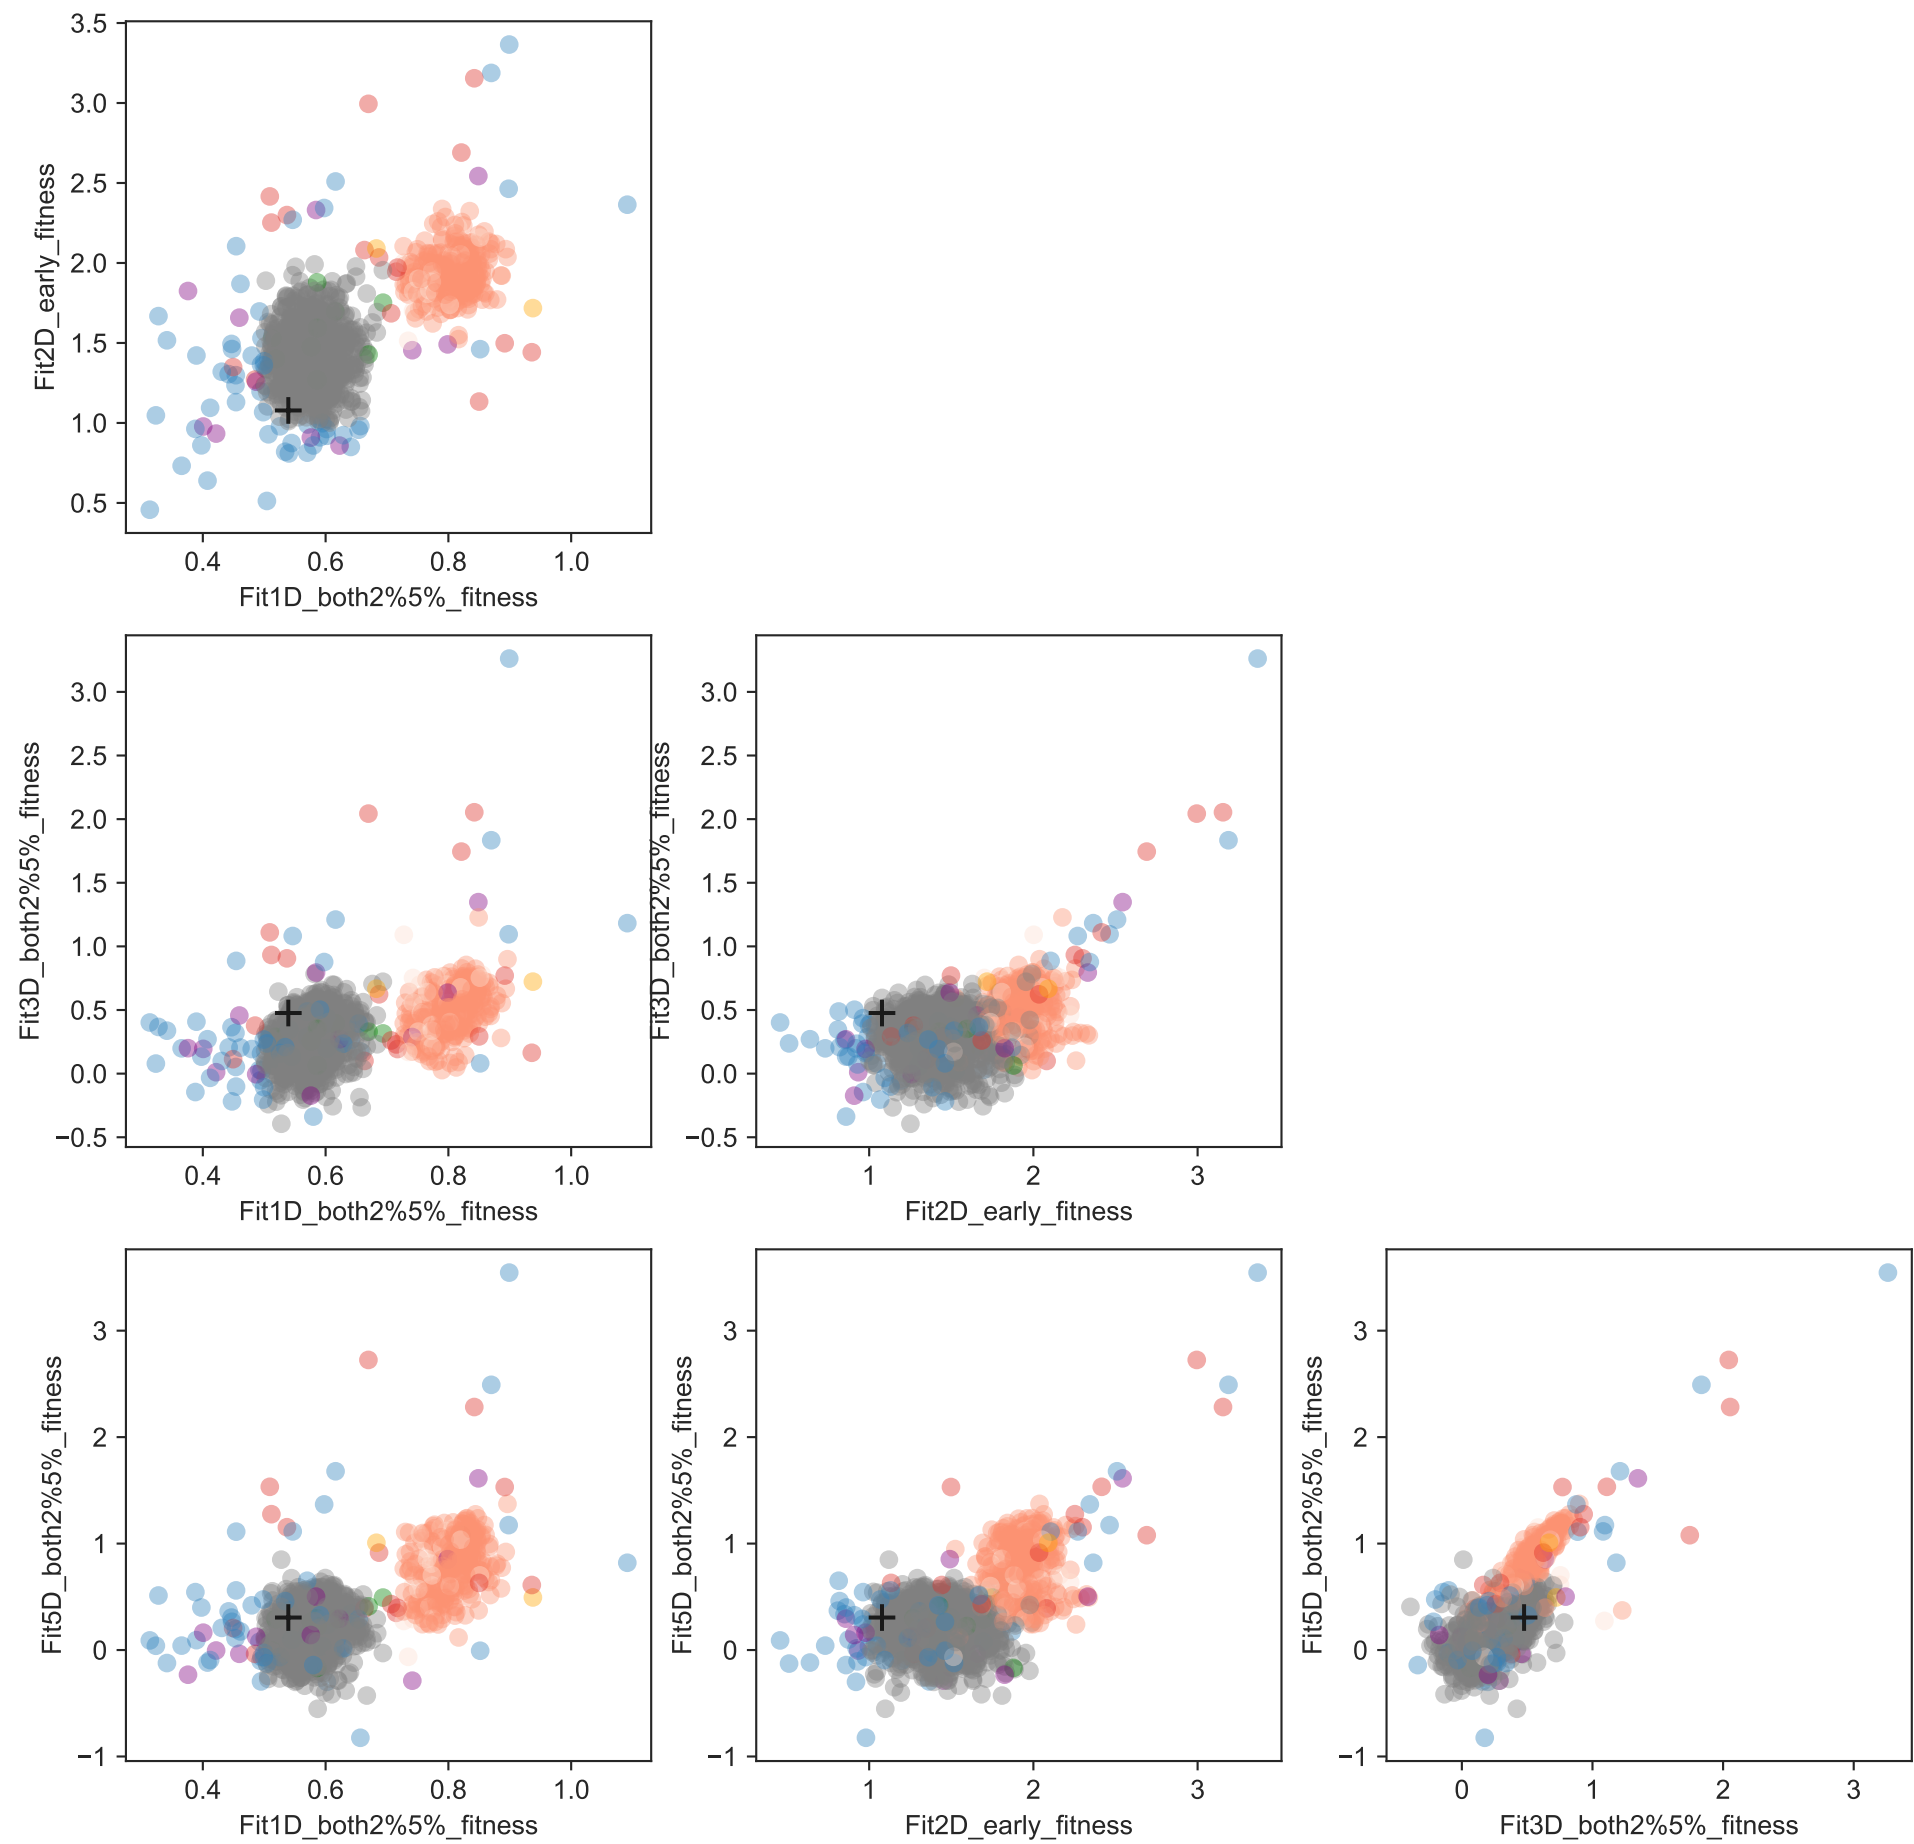 3.5
3.0
2.5
2.0
1.5
1.0
0.5
Fit2D_early_fitness
0.4 0.6 0.8 1.0
Fit1D_both2%5%_fitness
3.0
2.5
2.0
1.5
1.0
0.5
0.0
−0.5
Fit3D_both2%5%_fitness
0.4 0.6 0.8 1.0
Fit1D_both2%5%_fitness
3.0
2.5
2.0
1.5
1.0
0.5
0.0
−0.5
Fit3D_both2%5%_fitness
1 2 3
Fit2D_early_fitness
3
2
1
0
−1
Fit5D_both2%5%_fitness
0.4 0.6 0.8 1.0
Fit1D_both2%5%_fitness
3
2
1
0
−1
Fit5D_both2%5%_fitness
1 2 3
Fit2D_early_fitness
3
2
1
0
−1
Fit5D_both2%5%_fitness
0 1 2 3
Fit3D_both2%5%_fitness